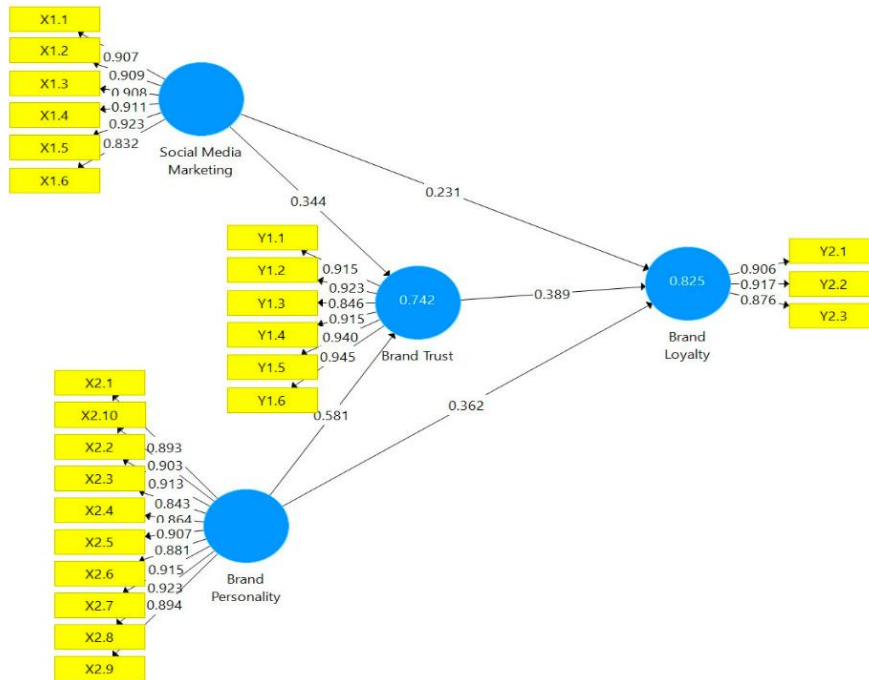 X1.1
X1.2
X1.3
X1.4
X1.5
X1.6
0.907
0.909
0.908
0.911
0.923
0.832
Social Media
Marketing
0.344
0.231
Y1.1
Y1.2
Y1.3
Y1.4
Y1.5
Y1.6
0.915
0.923
0.846
0.915
0.940
0.945
0.742
Brand Trust
0.389
0.825
Brand
Loyalty
0.906
0.917
0.876
Y2.1
Y2.2
Y2.3
0.581
0.362
X2.1
X2.10
X2.2
X2.3
X2.4
X2.5
X2.6
X2.7
X2.8
X2.9
0.893
0.903
0.913
0.843
0.864
0.907
0.881
0.915
0.923
0.894
Brand
Personality